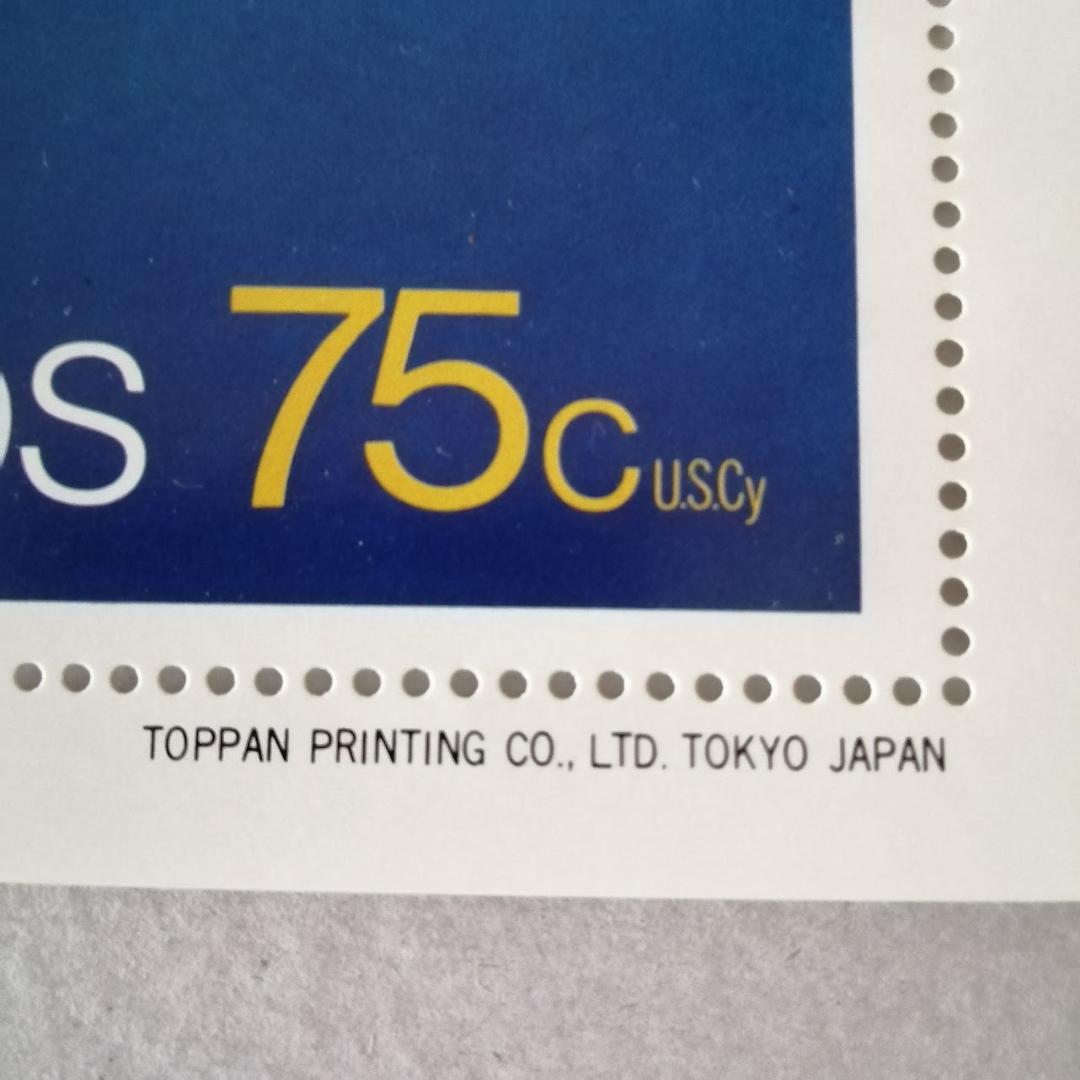 S 75c U.S.Cy
TOPPAN PRINTING CO., LTD. TOKYO JAPAN